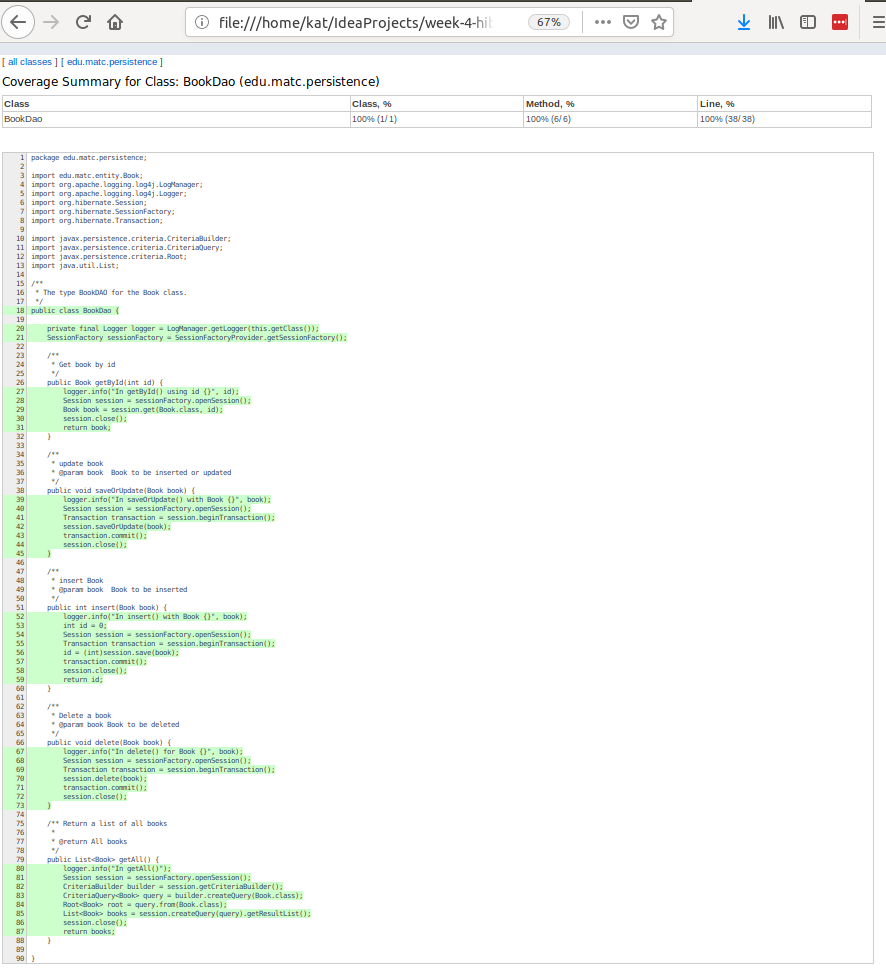 file:///home/kat/IdeaProjects/week-4-hib
67%
[ all classes ] [ edu.matc.persistence ]
Coverage Summary for Class: BookDao (edu.matc.persistence)
Class Class, % Method, % Line, %
BookDao 100% (1/ 1) 100% (6/ 6) 100% (38/ 38)
1 package edu.matc.persistence;
2
3 import edu.matc.entity.Book;
4 import org.apache.logging.log4j.LogManager;
5 import org.apache.logging.log4j.Logger;
6 import org.hibernate.Session;
7 import org.hibernate.SessionFactory;
8 import org.hibernate.Transaction;
9
10 import javax.persistence.criteria.CriteriaBuilder;
11 import javax.persistence.criteria.CriteriaQuery;
12 import javax.persistence.criteria.Root;
13 import java.util.List;
14
15 /**
16 * The type BookDAO for the Book class.
17 */
18 public class BookDao {
19
20 private final Logger logger = LogManager.getLogger(this.getClass());
21 SessionFactory sessionFactory = SessionFactoryProvider.getSessionFactory();
22
23 /**
24 * Get book by id
25 */
26 public Book getById(int id) {
27 logger.info("In getById() using id {}", id);
28 Session session = sessionFactory.openSession();
29 Book book = session.get(Book.class, id);
30 session.close();
31 return book;
32 }
33
34 /**
35 * update book
36 * @param book  Book to be inserted or updated
37 */
38 public void saveOrUpdate(Book book) {
39 logger.info("In saveOrUpdate() with Book {}", book);
40 Session session = sessionFactory.openSession();
41 Transaction transaction = session.beginTransaction();
42 session.saveOrUpdate(book);
43 transaction.commit();
44 session.close();
45 }
46
47 /**
48 * insert Book
49 * @param book  Book to be inserted
50 */
51 public int insert(Book book) {
52 logger.info("In insert() with Book {}", book);
53 int id = 0;
54 Session session = sessionFactory.openSession();
55 Transaction transaction = session.beginTransaction();
56 id = (int)session.save(book);
57 transaction.commit();
58 session.close();
59 return id;
60 }
61
62 /**
63 * Delete a book
64 * @param book Book to be deleted
65 */
66 public void delete(Book book) {
67 logger.info("In delete() for Book {}", book);
68 Session session = sessionFactory.openSession();
69 Transaction transaction = session.beginTransaction();
70 session.delete(book);
71 transaction.commit();
72 session.close();
73 }
74
75 /** Return a list of all books
76 *
77 * @return All books
78 */
79 public List<Book> getAll() {
80 logger.info("In getAll()");
81 Session session = sessionFactory.openSession();
82 CriteriaBuilder builder = session.getCriteriaBuilder();
83 CriteriaQuery<Book> query = builder.createQuery(Book.class);
84 Root<Book> root = query.from(Book.class);
85 List<Book> books = session.createQuery(query).getResultList();
86 session.close();
87 return books;
88 }
89
90 }